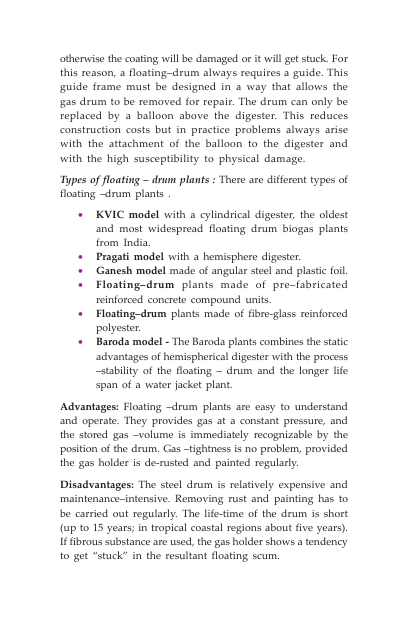 otherwise the coating will be damaged or it will get stuck. For
this reason, a floating–drum always requires a guide. This
guide frame must be designed in a way that allows the
gas drum to be removed for repair. The drum can only be
replaced by a balloon above the digester. This reduces
construction costs but in practice problems always arise
with the attachment of the balloon to the digester and
with the high susceptibility to physical damage.
Types of floating – drum plants : There are different types of
floating –drum plants .
• KVIC model with a cylindrical digester, the oldest
and most widespread floating drum biogas plants
from India.
• Pragati model with a hemisphere digester.
• Ganesh model made of angular steel and plastic foil.
• Floating–drum plants made of pre–fabricated
reinforced concrete compound units.
• Floating–drum plants made of fibre-glass reinforced
polyester.
• Baroda model - The Baroda plants combines the static
advantages of hemispherical digester with the process
–stability of the floating – drum and the longer life
span of a water jacket plant.
Advantages: Floating –drum plants are easy to understand
and operate. They provides gas at a constant pressure, and
the stored gas –volume is immediately recognizable by the
position of the drum. Gas –tightness is no problem, provided
the gas holder is de-rusted and painted regularly.
Disadvantages: The steel drum is relatively expensive and
maintenance–intensive. Removing rust and painting has to
be carried out regularly. The life-time of the drum is short
(up to 15 years; in tropical coastal regions about five years).
If fibrous substance are used, the gas holder shows a tendency
to get “stuck” in the resultant floating scum.